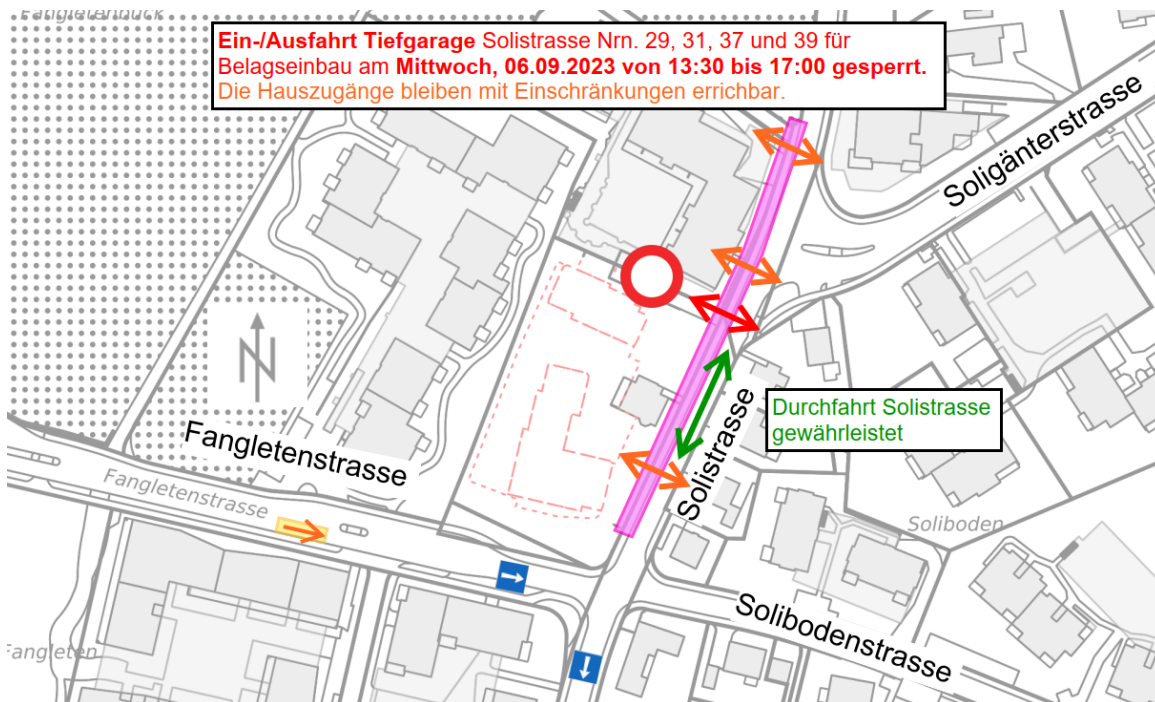 Fangletenbuck
Ein-/Ausfahrt Tiefgarage Solistrasse Nrn. 29, 31, 37 und 39 für
Belagseinbau am Mittwoch, 06.09.2023 von 13:30 bis 17:00 gesperrt.
Die Hauszugänge bleiben mit Einschränkungen errichbar.
Soligänterstrasse
N
Durchfahrt Solistrasse
gewährleistet
Solistrasse
Fangletenstrasse
Fangletenstrasse
Soliboden
Solibodenstrasse
Fangleten